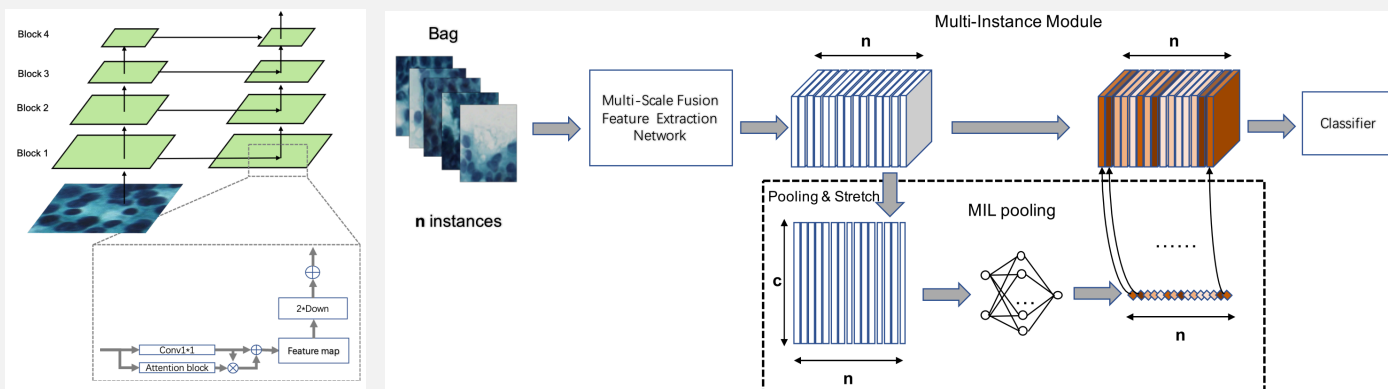 Block 4
Block 3
Block 2
Block 1
2*Down
Conv1*1
Attention block
Feature map
Multi-Instance Module
Bag
n instances
Multi-Scale Fusion
Feature Extraction
Network
n
n
Classifier
Pooling & Stretch
MIL pooling
c
n
......
...
n